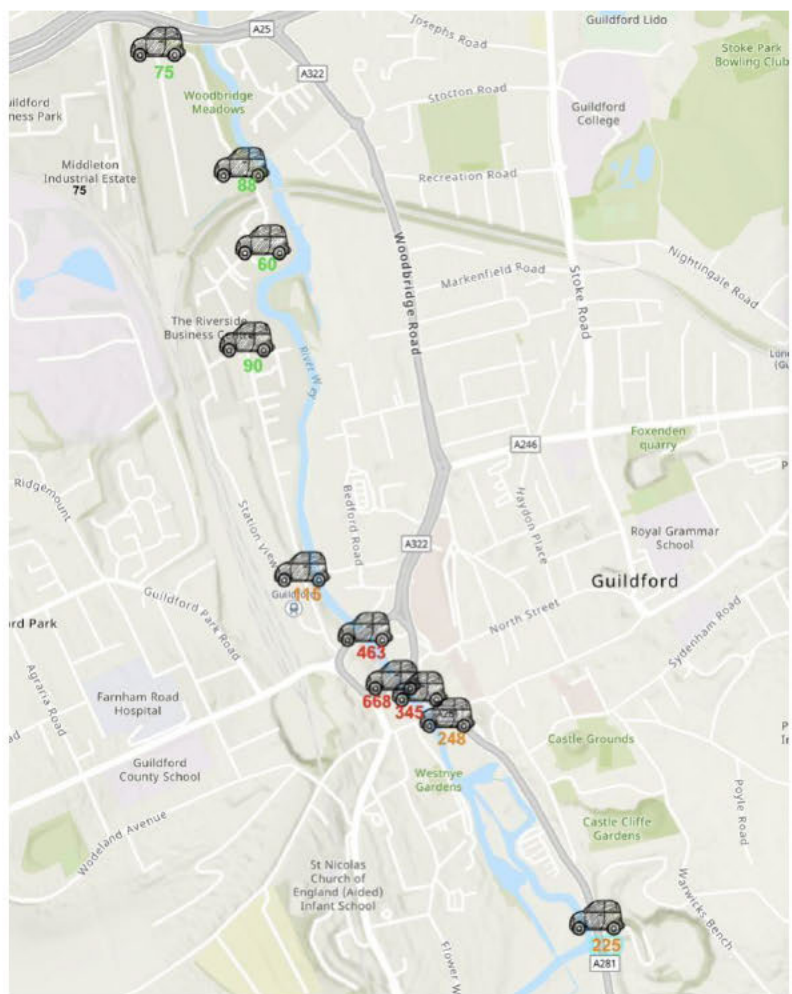 Guildford Lido
Josephs Road
A25
Stoke Park
Bowling Club
75
A322
Stocton Road
Woodbridge
Meadows
Guildford
College
ness Park
Middleton
Industrial Estate
75
Recreation Road
88
Woodbridge Road
Nightingale Road
60
Markenfield Road
Stoke Road
The Riverside
Business
90
River Wey
Foxenden
quarry
A246
Ridgemount
Bedford Road
Haydon Place
Station View
Royal Grammar
School
A322
Guildford
115
Guildford Park Road
North Street
ord Park
463
Sydenham Road
Agraria Road
Farnham Road
Hospital
668
345
248
Castle Grounds
Guildford
County School
Westnye
Gardens
Poyle Road
Castle Cliffe
Gardens
Wodeland Avenue
St Nicolas
Church of
England (Aided)
Infant School
Warwicks Bench
225
Flower W
A281